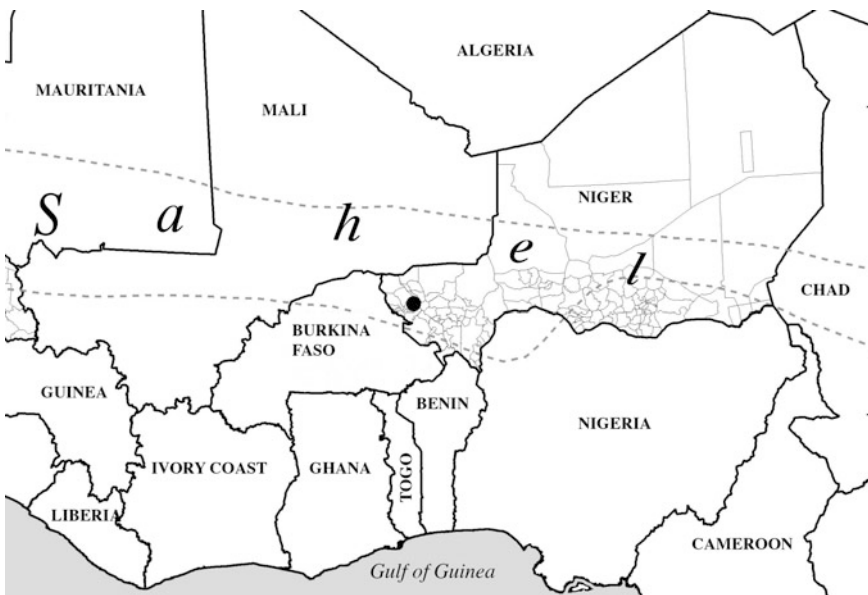 ALGERIA
MAURITANIA
MALI
NIGER
S a h e l
CHAD
BURKINA
FASO
GUINEA
BENIN
NIGERIA
IVORY COAST
GHANA
TOGO
LIBERIA
CAMEROON
Gulf of Guinea